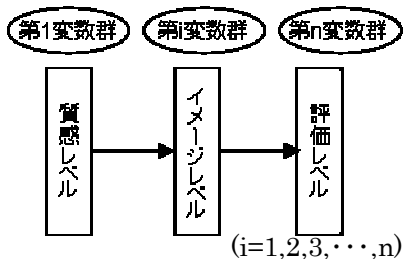 第1変数群
第i変数群
第n変数群
質感レベル
イメージレベル
評価レベル
(i=1,2,3,･･･,n)